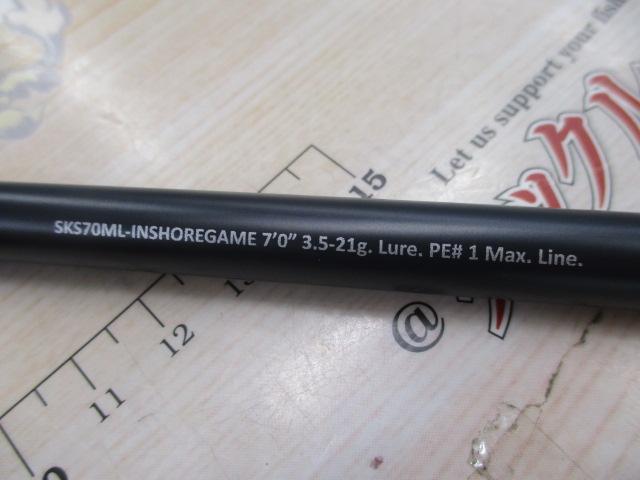 Let us support your fishing
15
SKS70ML-INSHOREGAME 7'0" 3.5-21g. Lure. PE# 1 Max. Line.
12
@
11